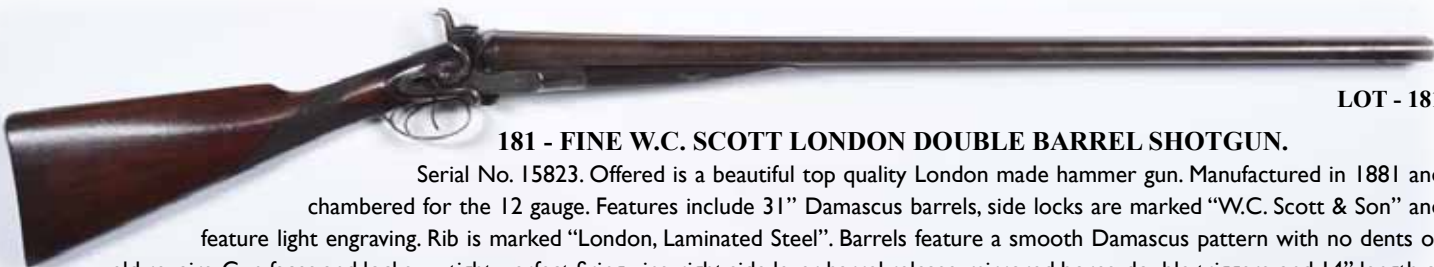 LOT - 181
181 - FINE W.C. SCOTT LONDON DOUBLE BARREL SHOTGUN.
Serial No. 15823. Offered is a beautiful top quality London made hammer gun. Manufactured in 1881 and
chambered for the 12 gauge. Features include 31” Damascus barrels, side locks are marked “W.C. Scott & Son” and
feature light engraving. Rib is marked “London, Laminated Steel”. Barrels feature a smooth Damascus pattern with no dents or